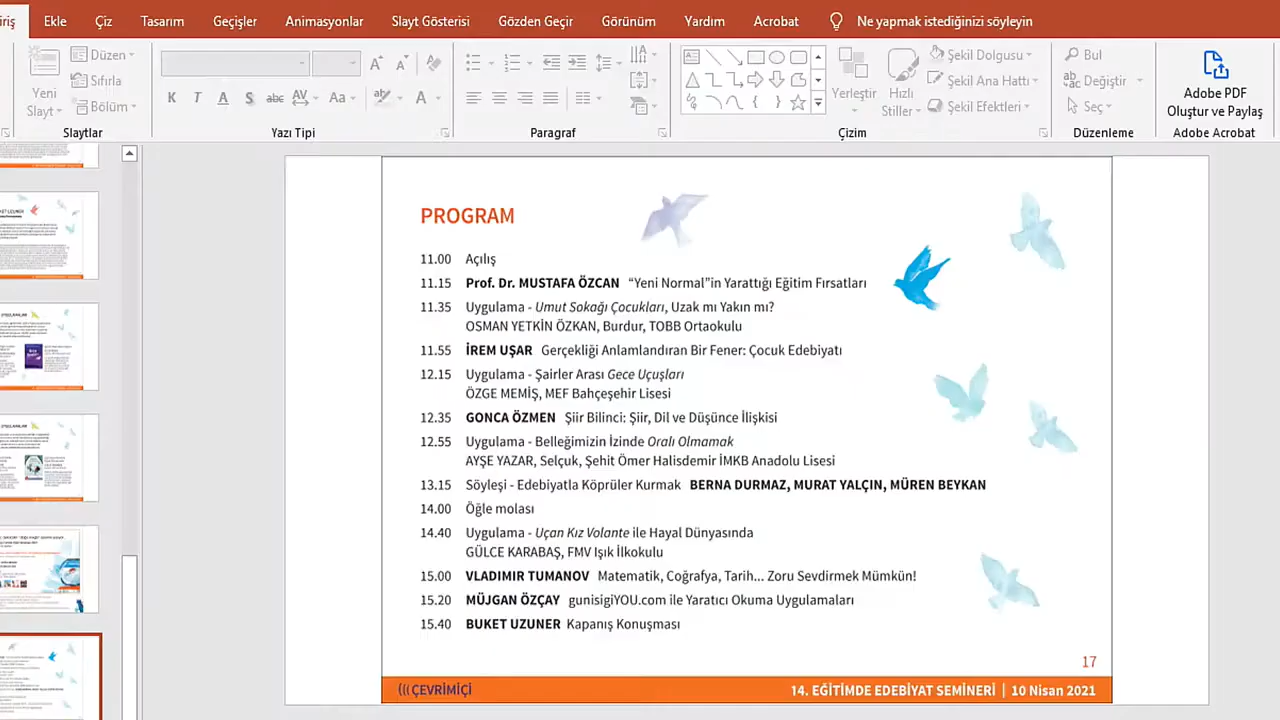 riş Ekle Çiz Tasarım Geçişler Animasyonlar Slayt Gösterisi Gözden Geçir Görünüm Yardım Acrobat Ne yapmak istediğinizi söyleyin
Yeni Slayt
Düzen
Sıfırla
Bölüm
Slaytlar
K T A S abc AV Aa A
Yazı Tipi
Paragraf
Yerleştir
Hızlı Stiller
Şekil Dolgusu
Şekil Ana Hattı
Şekil Efektleri
Çizim
Bul
Değiştir
Seç
Düzenleme
Adobe PDF
Oluştur ve Paylaş
Adobe Acrobat
PROGRAM
11.00 Açılış
11.15 Prof. Dr. MUSTAFA ÖZCAN “Yeni Normal”in Yarattığı Eğitim Fırsatları
11.35 Uygulama - Umut Sokağı Çocukları, Uzak mı Yakın mı?
OSMAN YETKİN ÖZKAN, Burdur, TOBB Ortaokulu
11.55 İREM UŞAR Gerçekliği Anlamlandıran Bir Fener: Çocuk Edebiyatı
12.15 Uygulama - Şairler Arası Gece Uçuşları
ÖZGE MEMİŞ, MEF Bahçeşehir Lisesi
12.35 GONCA ÖZMEN Şiir Bilinci: Şiir, Dil ve Düşünce İlişkisi
12.55 Uygulama - Belleğimizin İzinde Oralı Olmamak
AYŞE YAZAR, Selçuk, Şehit Ömer Halisdemir İMKB Anadolu Lisesi
13.15 Söyleşi - Edebiyatla Köprüler Kurmak BERNA DURMAZ, MURAT YALÇIN, MÜREN BEYKAN
14.00 Öğle molası
14.40 Uygulama - Uçan Kız Volante ile Hayal Dünyasında
GÜLCE KARABAŞ, FMV Işık İlkokulu
15.00 VLADIMIR TUMANOV Matematik, Coğrafya, Tarih... Zoru Sevdirmek Mümkün!
15.20 MÜJGAN ÖZÇAY gunisigiYOU.com ile Yaratıcı Okuma Uygulamaları
15.40 BUKET UZUNER Kapanış Konuşması
17
(((ÇEVRİMİÇİ
14. EĞİTİMDE EDEBİYAT SEMİNERİ | 10 Nisan 2021